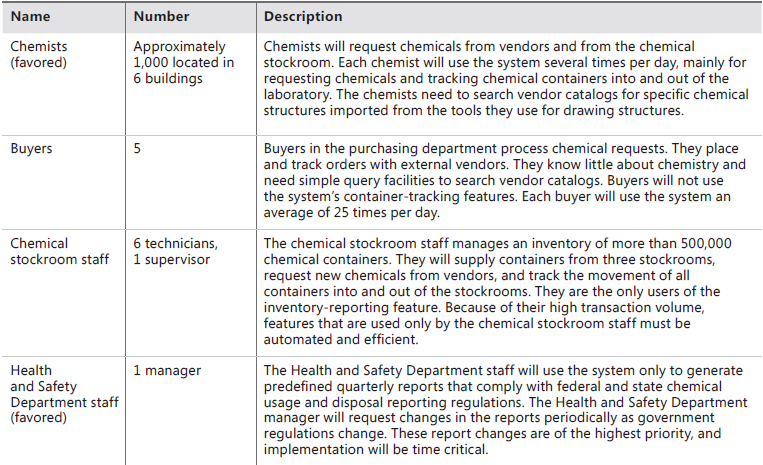 Name Number Description
Chemists Approximately Chemists will request chemicals from vendors and from the chemical
(favored) 1,000 located in stockroom. Each chemist will use the system several times per day, mainly for
6 buildings requesting chemicals and tracking chemical containers into and out of the
laboratory. The chemists need to search vendor catalogs for specific chemical
structures imported from the tools they use for drawing structures.
Buyers 5 Buyers in the purchasing department process chemical requests. They place
and track orders with external vendors. They know little about chemistry and
need simple query facilities to search vendor catalogs. Buyers will not use
the system's container-tracking features. Each buyer will use the system an
average of 25 times per day.
Chemical 6 technicians, The chemical stockroom staff manages an inventory of more than 500,000
stockroom staff 1 supervisor chemical containers. They will supply containers from three stockrooms,
request new chemicals from vendors, and track the movement of all
containers into and out of the stockrooms. They are the only users of the
inventory-reporting feature. Because of their high transaction volume,
features that are used only by the chemical stockroom staff must be
automated and efficient.
Health 1 manager The Health and Safety Department staff will use the system only to generate
and Safety predefined quarterly reports that comply with federal and state chemical
Department staff usage and disposal reporting regulations. The Health and Safety Department
(favored) manager will request changes in the reports periodically as government
regulations change. These report changes are of the highest priority, and
implementation will be time critical.